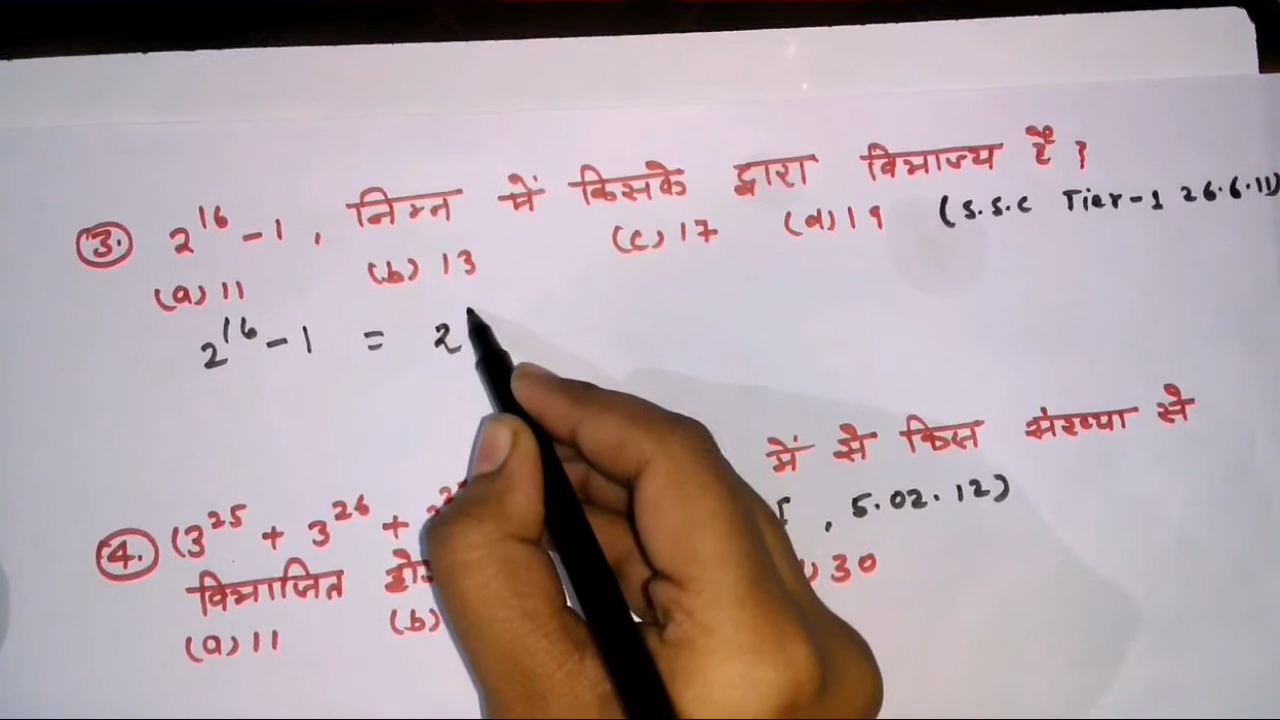 ③. 2^16 - 1, निम्न में किसके द्वारा विभाज्य है ?
(a) 11 (b) 13 (c) 17 (d) 19 (S.S.C Tier-1 26.6.11)
2^16 - 1 = 2
④. (3^25 + 3^26 + में से किस संख्या से
विभाजित , 5.02.12)
(a) 11 (b) 30